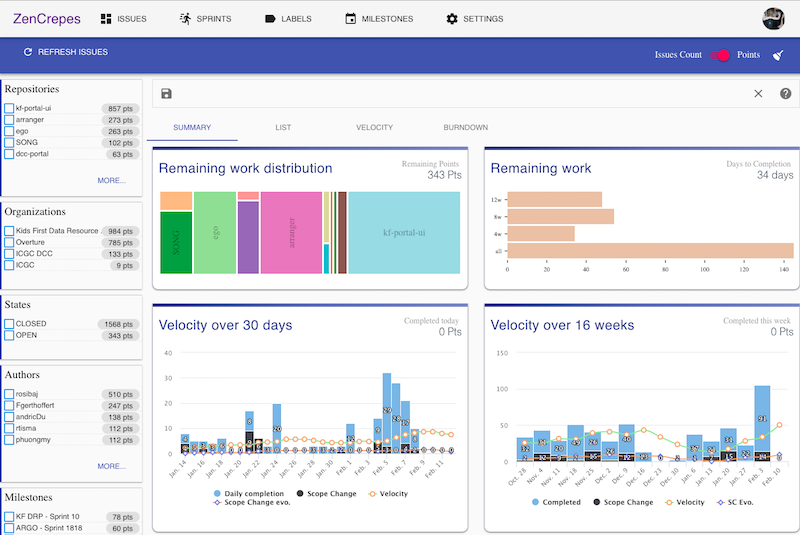 ZenCrepes ISSUES SPRINTS LABELS MILESTONES SETTINGS
REFRESH ISSUES
Issues Count Points
Repositories
kf-portal-ui 857 pts
arranger 273 pts
ego 263 pts
SONG 102 pts
dcc-portal 63 pts
MORE...
Organizations
Kids First Data Resource . 984 pts
Overture 785 pts
ICGC DCC 133 pts
ICGC 9 pts
States
CLOSED 1568 pts
OPEN 343 pts
Authors
rosibaj 510 pts
Fgerthoffert 247 pts
andricDu 138 pts
rtisma 112 pts
phuongmy 112 pts
MORE...
Milestones
KF DRP - Sprint 10 78 pts
ARGO - Sprint 1818 60 pts
SUMMARY LIST VELOCITY BURNDOWN
Remaining work distribution
Remaining Points
343 Pts
SONG
ego
arranger
kf-portal-ui
Remaining work
Days to Completion
34 days
12w
8w
4w
all
0 20 40 60 80 100 120 140
Velocity over 30 days
Completed today
0 Pts
40
30
20
10
0
Jan. 14 Jan. 16 Jan. 18 Jan. 20 Jan. 22 Jan. 24 Jan. 26 Jan. 28 Jan. 30 Feb. 1 Feb. 3 Feb. 5 Feb. 7 Feb. 9 Feb. 11
Daily completion Scope Change Velocity
Scope Change evo.
Velocity over 16 weeks
Completed this week
0 Pts
150
100
50
0
Oct. 28 Nov. 4 Nov. 11 Nov. 18 Nov. 25 Dec. 2 Dec. 9 Dec. 16 Dec. 23 Dec. 30 Jan. 6 Jan. 13 Jan. 20 Jan. 27 Feb. 3 Feb. 10
Completed Scope Change Velocity SC Evo.